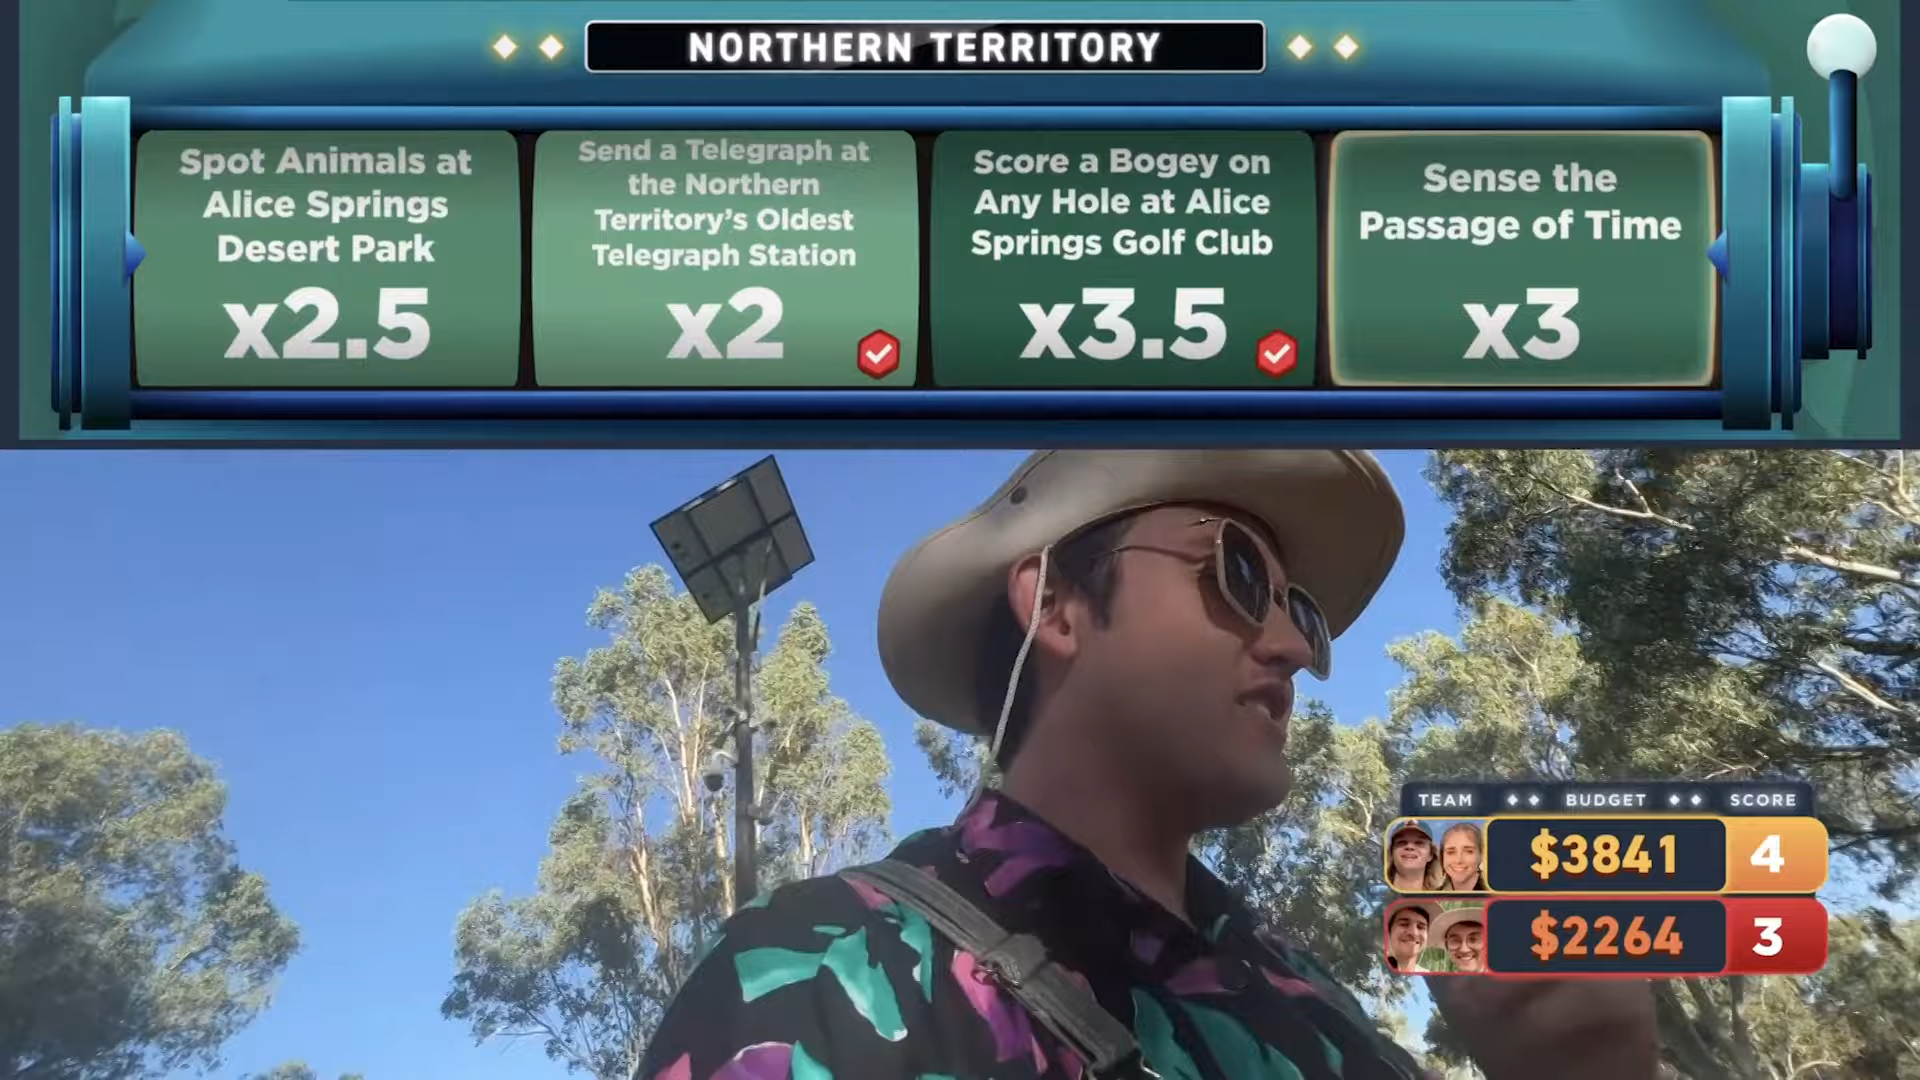 NORTHERN TERRITORY
Spot Animals at
Alice Springs
Desert Park
x2.5
Send a Telegraph at
the Northern
Territory's Oldest
Telegraph Station
x2
Score a Bogey on
Any Hole at Alice
Springs Golf Club
x3.5
Sense the
Passage of Time
x3
TEAM BUDGET SCORE
$3841 4
$2264 3